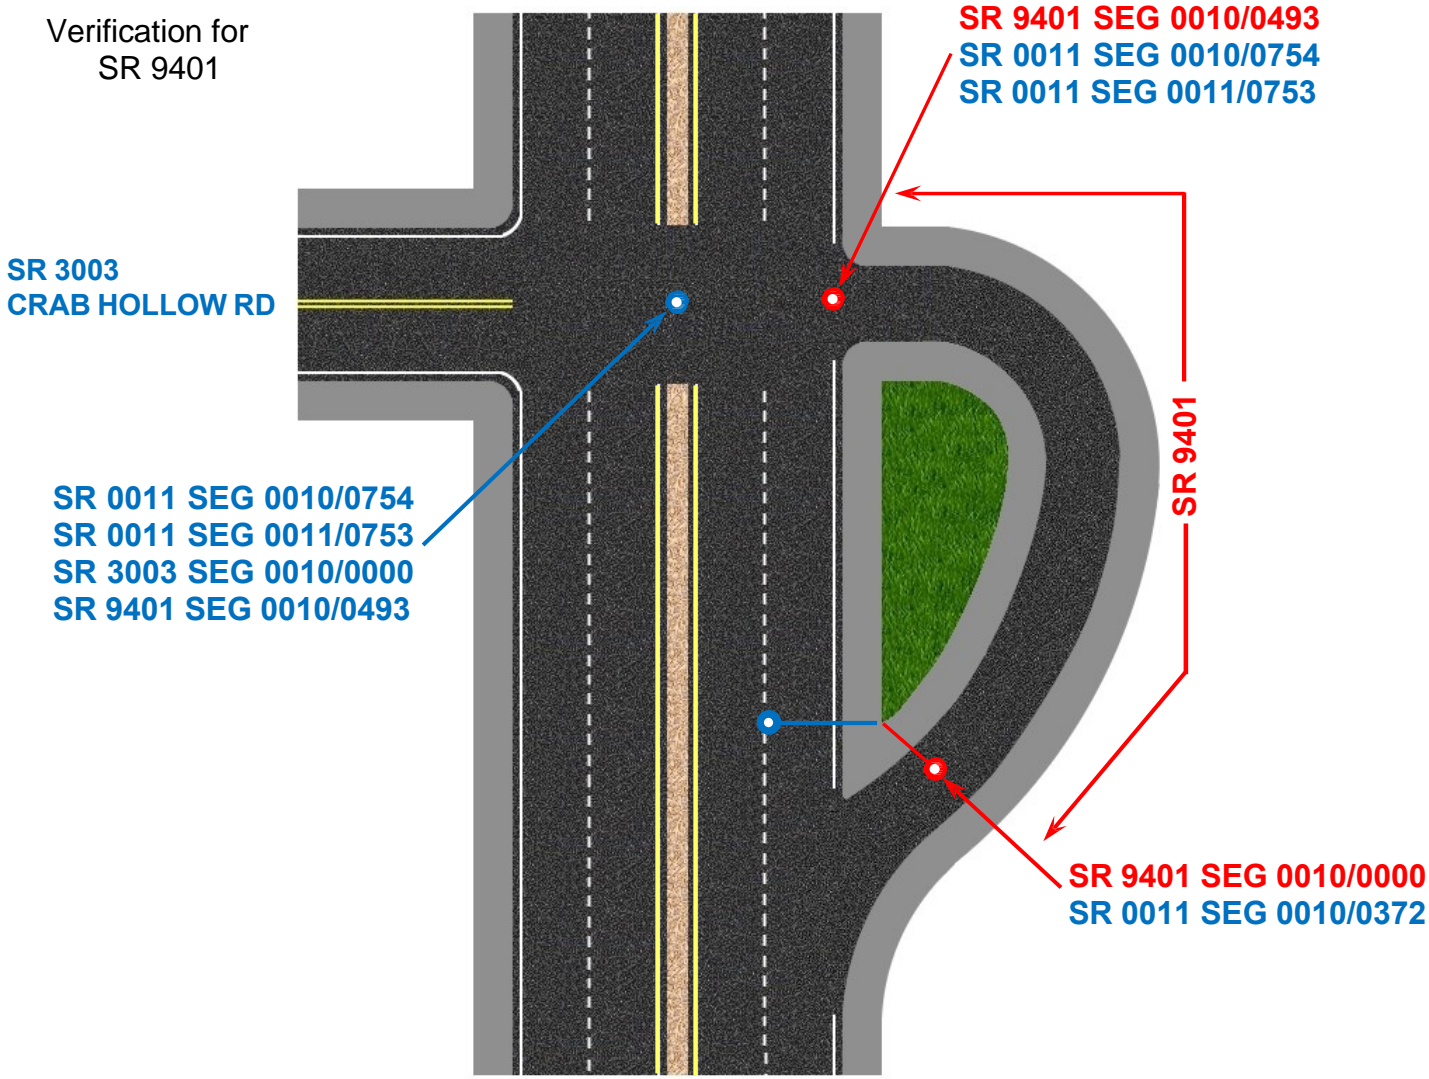 Verification for
SR 9401
SR 9401 SEG 0010/0493
SR 0011 SEG 0010/0754
SR 0011 SEG 0011/0753
SR 3003
CRAB HOLLOW RD
SR 9401
SR 0011 SEG 0010/0754
SR 0011 SEG 0011/0753
SR 3003 SEG 0010/0000
SR 9401 SEG 0010/0493
SR 9401 SEG 0010/0000
SR 0011 SEG 0010/0372